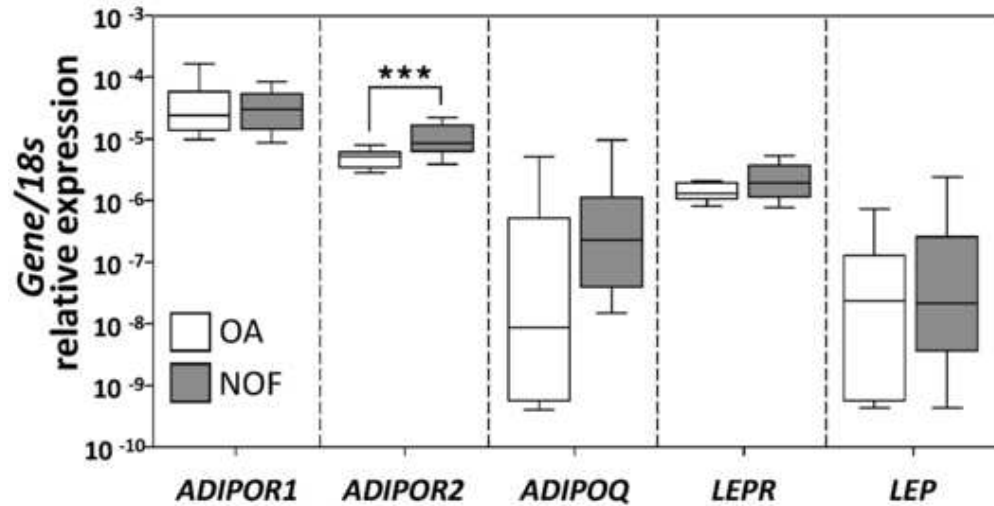 Gene/18s
relative expression
10 -3
10 -4
10 -5
10 -6
10 -7
10 -8
10 -9
10 -10
***
OA
NOF
ADIPOR1
ADIPOR2
ADIPOQ
LEPR
LEP